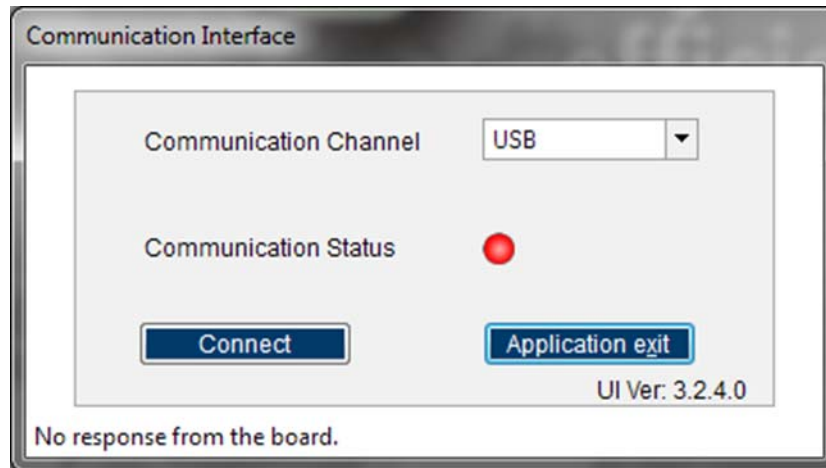 Communication Interface
Communication Channel USB
Communication Status
Connect Application exit
UI Ver: 3.2.4.0
No response from the board.